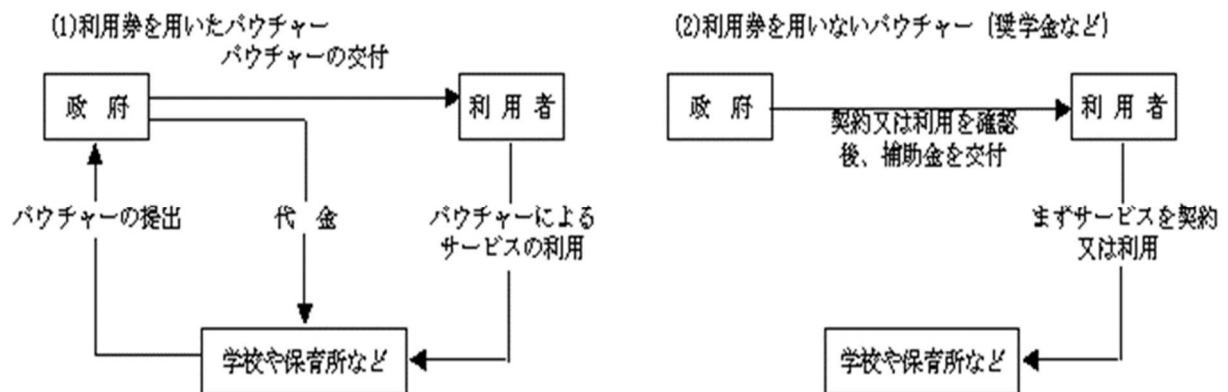 (1)利用券を用いたバウチャー
バウチャーの交付
政 府
利 用 者
バウチャーの提出
代 金
バウチャーによる
サービスの利用
学校や保育所など
(2)利用券を用いないバウチャー (奨学金など)
政 府
利 用 者
契約又は利用を確認
後、補助金を交付
まずサービスを契約
又は利用
学校や保育所など